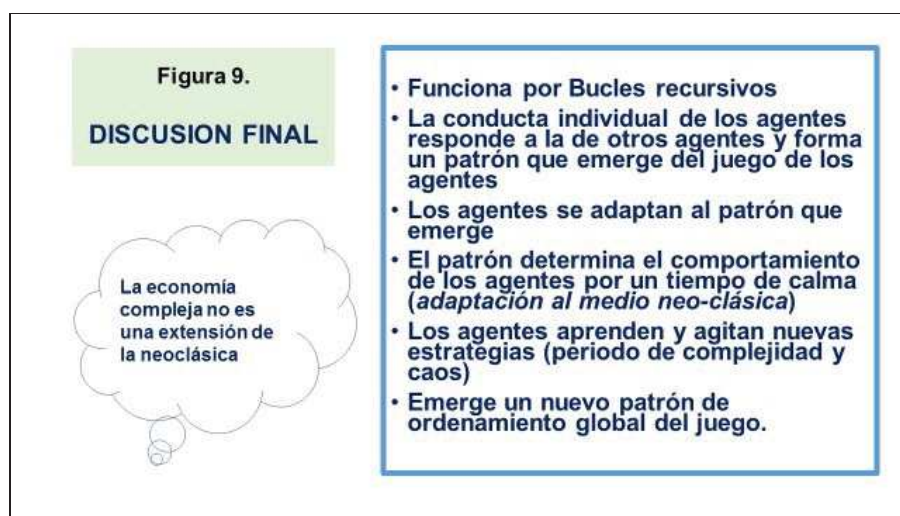 Figura 9.
DISCUSION FINAL
La economía
compleja no es
una extensión de
la neoclásica
• Funciona por Bucles recursivos
• La conducta individual de los agentes
responde a la de otros agentes y forma
un patrón que emerge del juego de los
agentes
• Los agentes se adaptan al patrón que
emerge
• El patrón determina el comportamiento
de los agentes por un tiempo de calma
(adaptación al medio neo-clásica)
• Los agentes aprenden y agitan nuevas
estrategias (periodo de complejidad y
caos)
• Emerge un nuevo patrón de
ordenamiento global del juego.